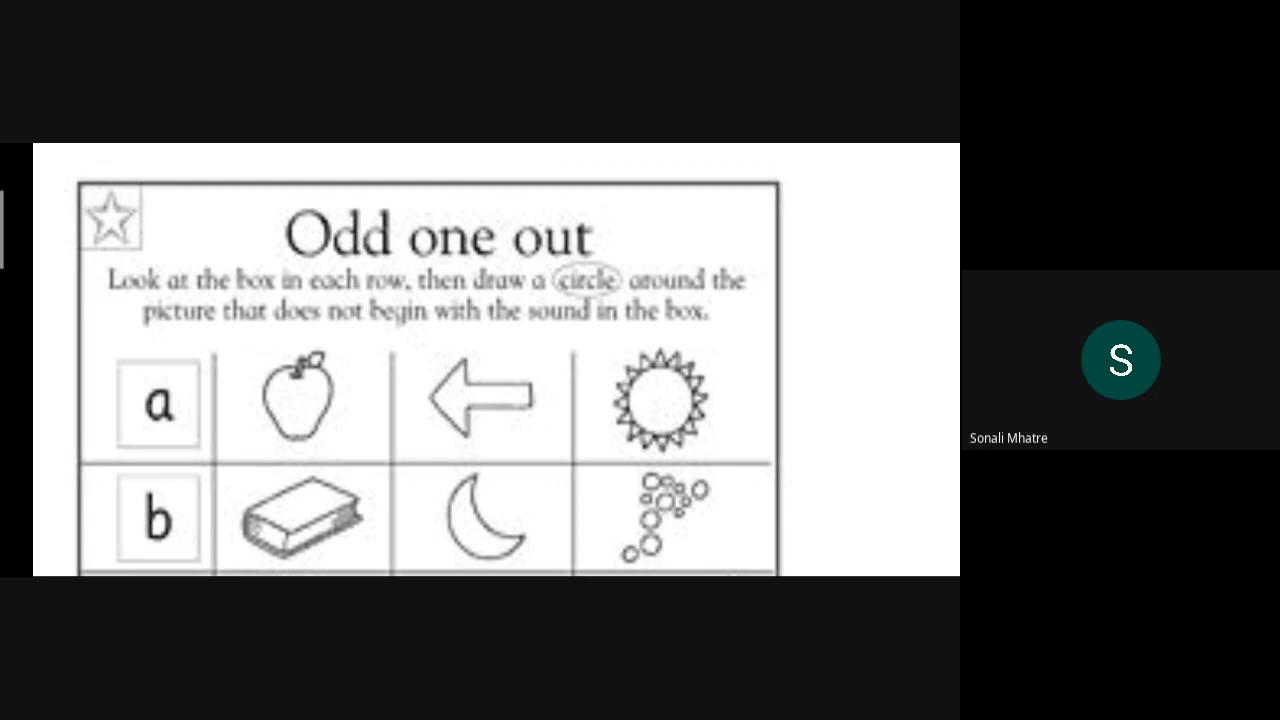 Odd one out
Look at the box in each row, then draw a circle around the
picture that does not begin with the sound in the box.
a
b
S
Sonali Mhatre